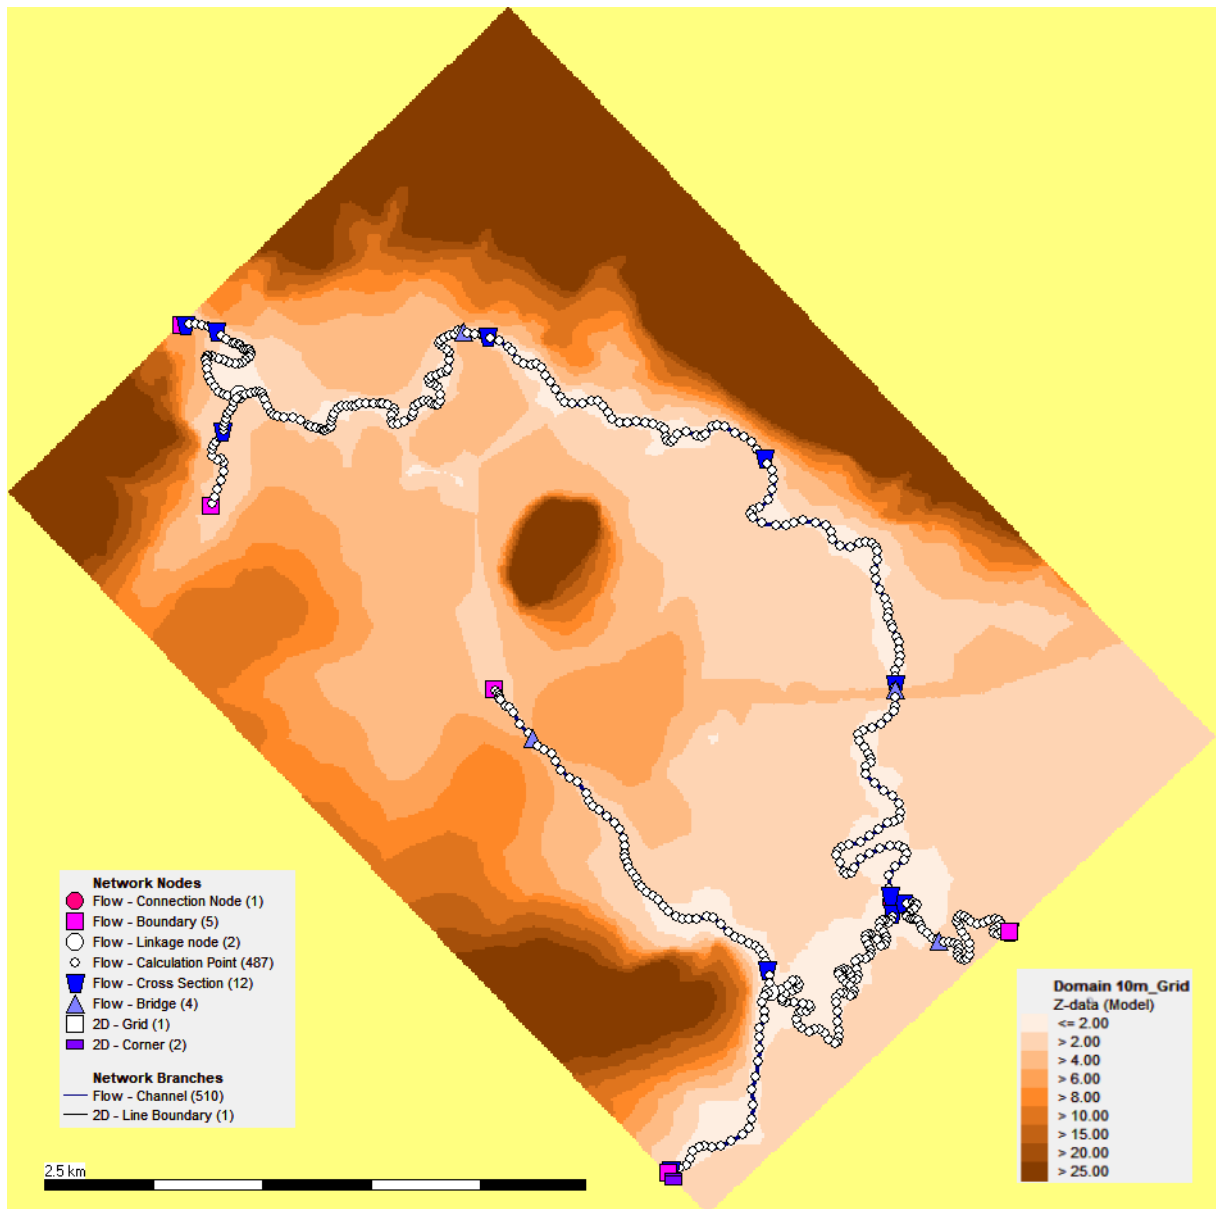 Network Nodes
Flow - Connection Node (1)
Flow - Boundary (5)
Flow - Linkage node (2)
Flow - Calculation Point (487)
Flow - Cross Section (12)
Flow - Bridge (4)
2D - Grid (1)
2D - Corner (2)
Network Branches
Flow - Channel (510)
2D - Line Boundary (1)
2.5 km
Domain 10m_Grid
Z-data (Model)
<= 2.00
> 2.00
> 4.00
> 6.00
> 8.00
> 10.00
> 15.00
> 20.00
> 25.00